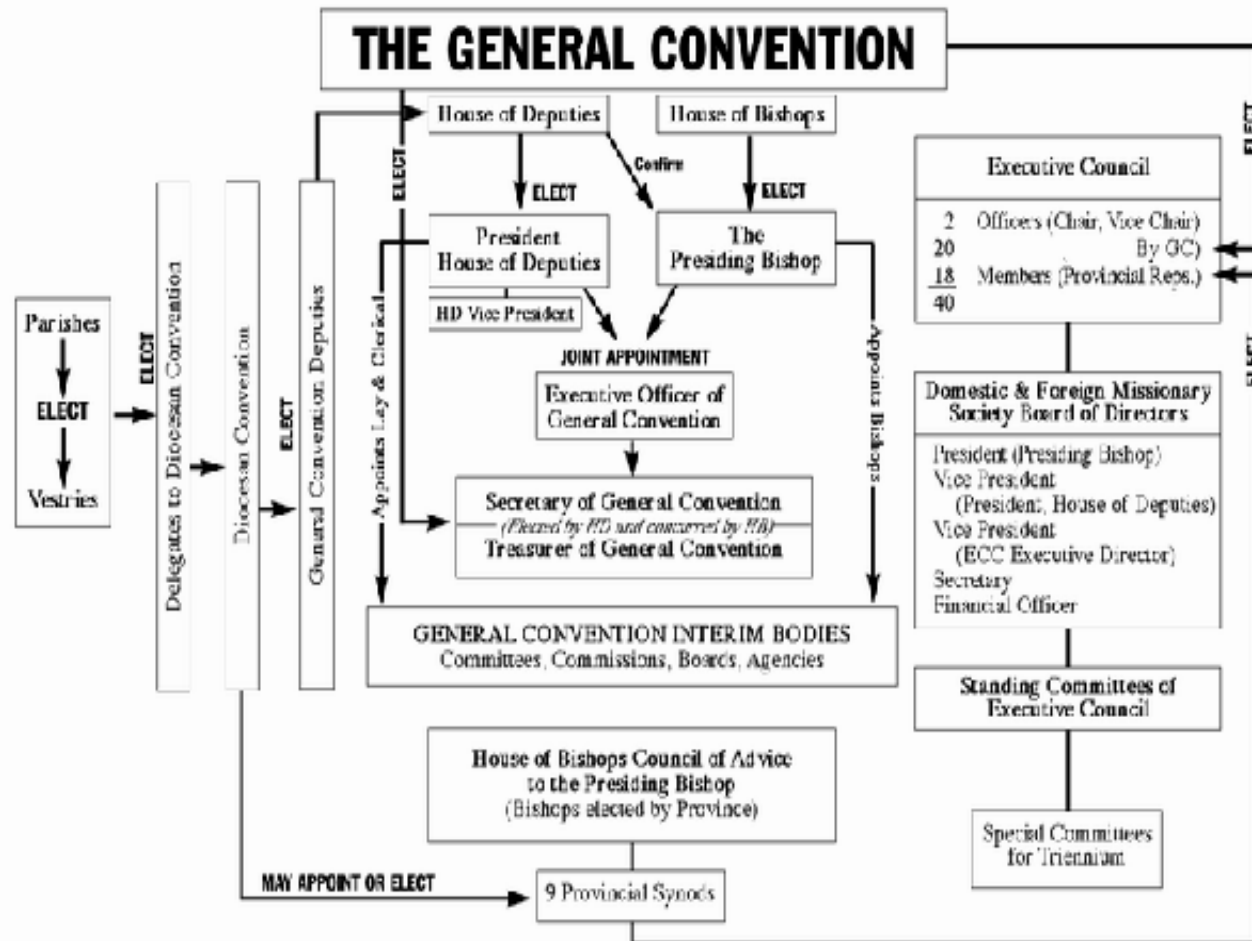 THE GENERAL CONVENTION
House of Deputies
House of Bishops
ELECT
Confirm
ELECT
ELECT
President
House of Deputies
The
Presiding Bishop
HD Vice President
JOINT APPOINTMENT
Executive Officer of
General Convention
Appoints Lay & Clerical
Appoints Bishops
Secretary of General Convention
(Elected by HD and concurred by HB)
Treasurer of General Convention
GENERAL CONVENTION INTERIM BODIES
Committees, Commissions, Boards, Agencies
Parishes
ELECT
Vestries
ELECT
Delegates to Diocesan Convention
Diocesan Convention
ELECT
General Convention Deputies
MAY APPOINT OR ELECT
House of Bishops Council of Advice
to the Presiding Bishop
(Bishops elected by Province)
9 Provincial Synods
ELECT
Executive Council
2 Officers (Chair, Vice Chair)
20 By GC)
18 Members (Provincial Reps.)
40
ELECT
Domestic & Foreign Missionary
Society Board of Directors
President (Presiding Bishop)
Vice President
(President, House of Deputies)
Vice President
(ECC Executive Director)
Secretary
Financial Officer
Standing Committees of
Executive Council
Special Committees
for Triennium